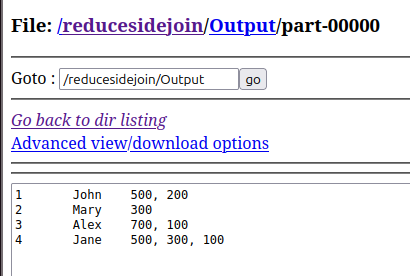 File: /reducesidejoin/Output/part-00000
Goto : /reducesidejoin/Output go
Go back to dir listing
Advanced view/download options
1 John 500, 200
2 Mary 300
3 Alex 700, 100
4 Jane 500, 300, 100